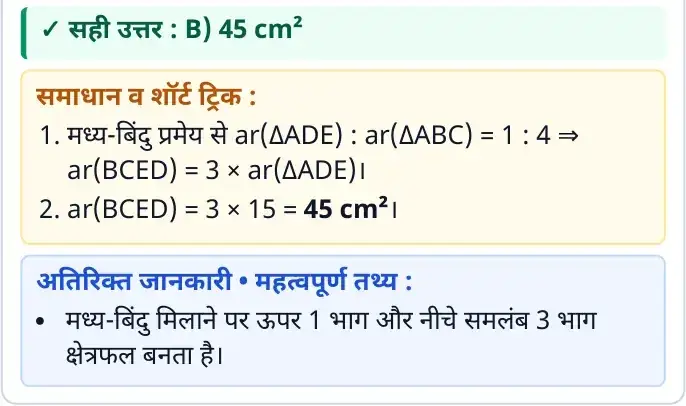 ✓ सही उत्तर : B) 45 cm²
समाधान व शॉर्ट ट्रिक :
1. मध्य-बिंदु प्रमेय से ar(ΔADE) : ar(ΔABC) = 1 : 4 ⇒
ar(BCED) = 3 × ar(ΔADE)।
2. ar(BCED) = 3 × 15 = 45 cm²।
अतिरिक्त जानकारी • महत्वपूर्ण तथ्य :
• मध्य-बिंदु मिलाने पर ऊपर 1 भाग और नीचे समलंब 3 भाग
क्षेत्रफल बनता है।